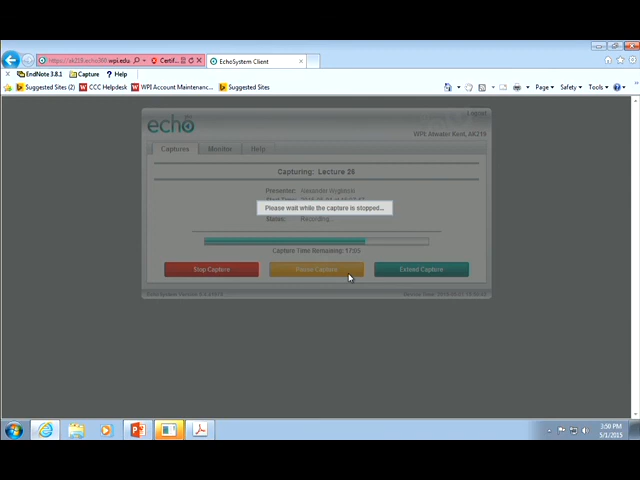 https://ak219.echo360.wpi.edu
Certif...
EchoSystem Client
EndNote 3.8.1
Capture
Help
Suggested Sites (2)
CCC Helpdesk
WPI Account Maintenanc...
Suggested Sites
Page
Safety
Tools
echo
Logout
WPI, Atwater Kent, AK219
Captures
Monitor
Help
Capturing: Lecture 26
Presenter: Alexander Wyglinski
Please wait while the capture is stopped...
Status: Recording...
Capture Time Remaining: 17:05
Stop Capture
Pause Capture
Extend Capture
3:50 PM
5/1/2015